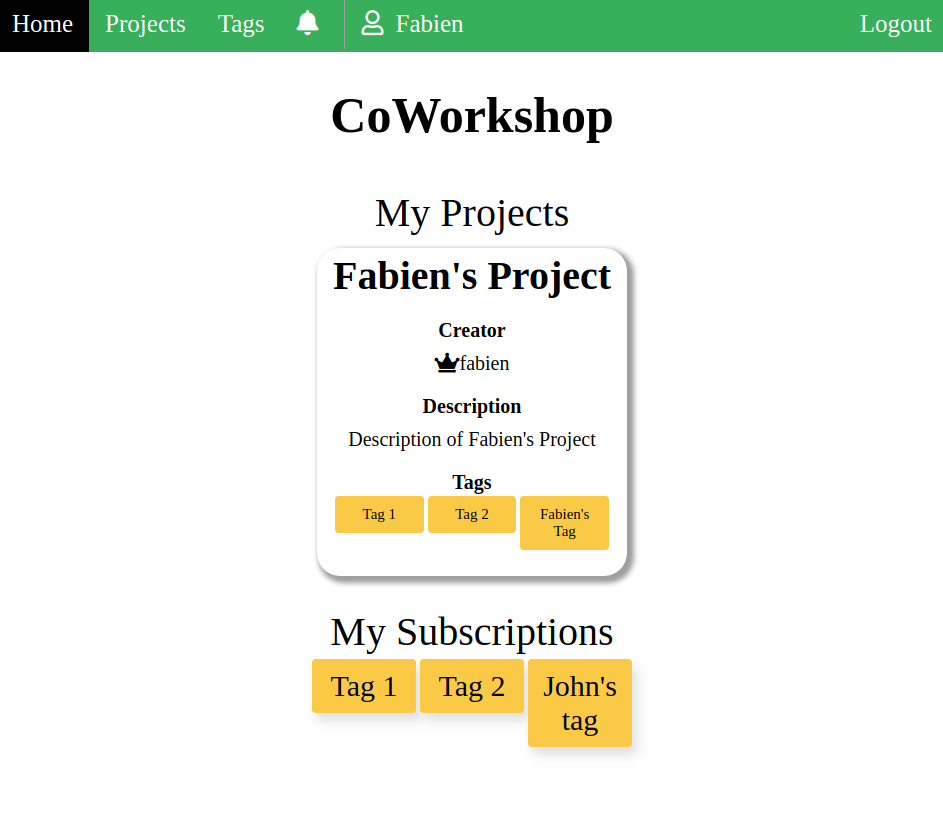 Home Projects Tags Fabien Logout
CoWorkshop
My Projects
Fabien's Project
Creator
fabien
Description
Description of Fabien's Project
Tags
Tag 1 Tag 2 Fabien's
Tag
My Subscriptions
Tag 1 Tag 2 John's
tag